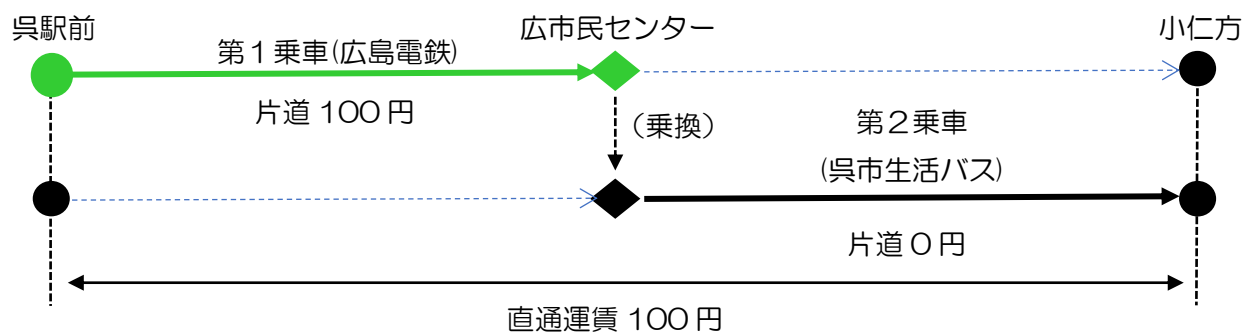 呉駅前
広市民センター
小仁方
第1乗車(広島電鉄)
片道 100 円
(乗換)
第2乗車
(呉市生活バス)
片道 0 円
直通運賃 100 円